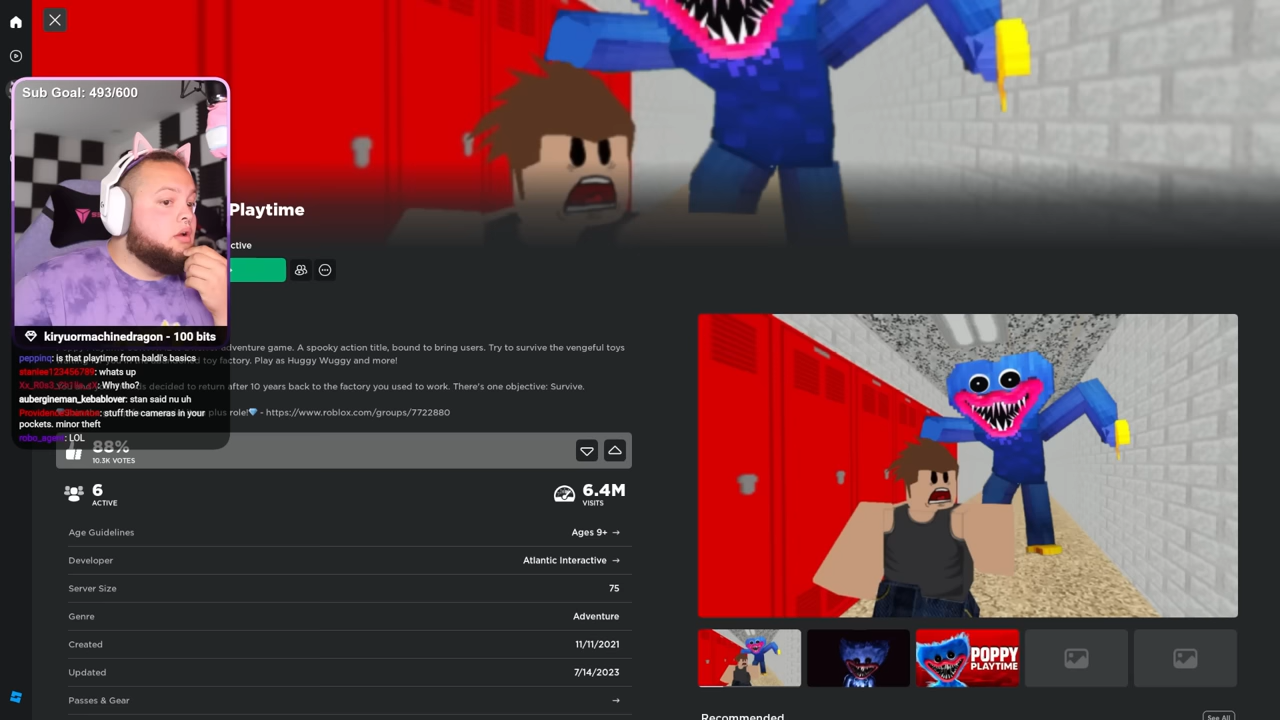 Sub Goal: 493/600
Playtime
ctive
kiryuormachinedragon - 100 bits
pepping: is that playtime from baldi's basics
stanlee123456789: whats up
: Why tho?
aubergineman_kebablover: stan said nu uh
: stuff the cameras in your
pockets. minor theft
: LOL
adventure game. A spooky action title, bound to bring users. Try to survive the vengeful toys
toy factory. Play as Huggy Wuggy and more!
decided to return after 10 years back to the factory you used to work. There's one objective: Survive.
plus role!💎 - https://www.roblox.com/groups/7722880
88%
10.3K VOTES
6
ACTIVE
6.4M
VISITS
Age Guidelines
Ages 9+ →
Developer
Atlantic Interactive →
Server Size
75
Genre
Adventure
Created
11/11/2021
Updated
7/14/2023
Passes & Gear
→
POPPY
PLAYTIME
Recommended
See All